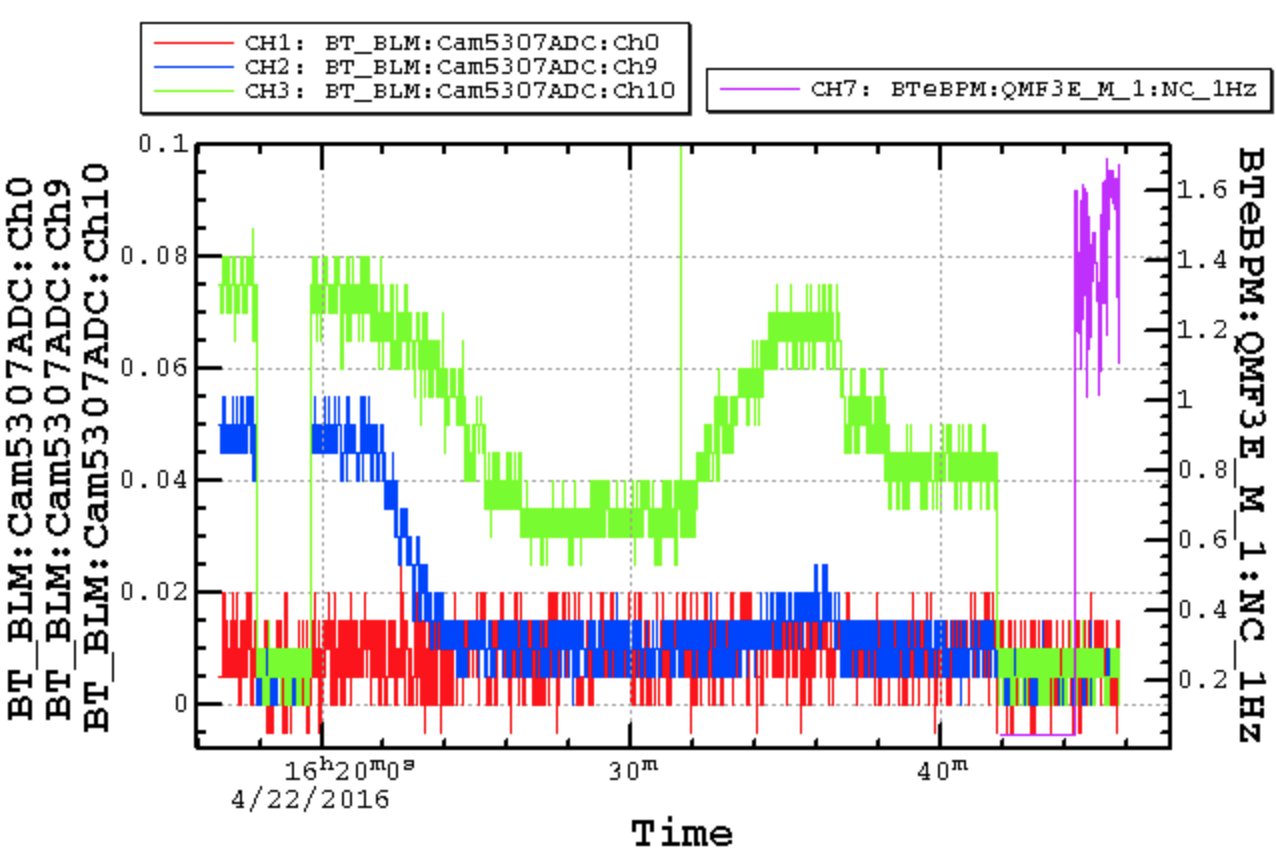 CH1: BT_BLM:Cam5307ADC:Ch0
CH2: BT_BLM:Cam5307ADC:Ch9
CH3: BT_BLM:Cam5307ADC:Ch10
CH7: BTeBPM:QMF3E_M_1:NC_1Hz
BT_BLM:Cam5307ADC:Ch0
BT_BLM:Cam5307ADC:Ch9
BT_BLM:Cam5307ADC:Ch10
0.1
0.08
0.06
0.04
0.02
0
1.6
1.4
1.2
1
0.8
0.6
0.4
0.2
BTeBPM:QMF3E_M_1:NC_1Hz
16h20m0s
30m
40m
4/22/2016
Time